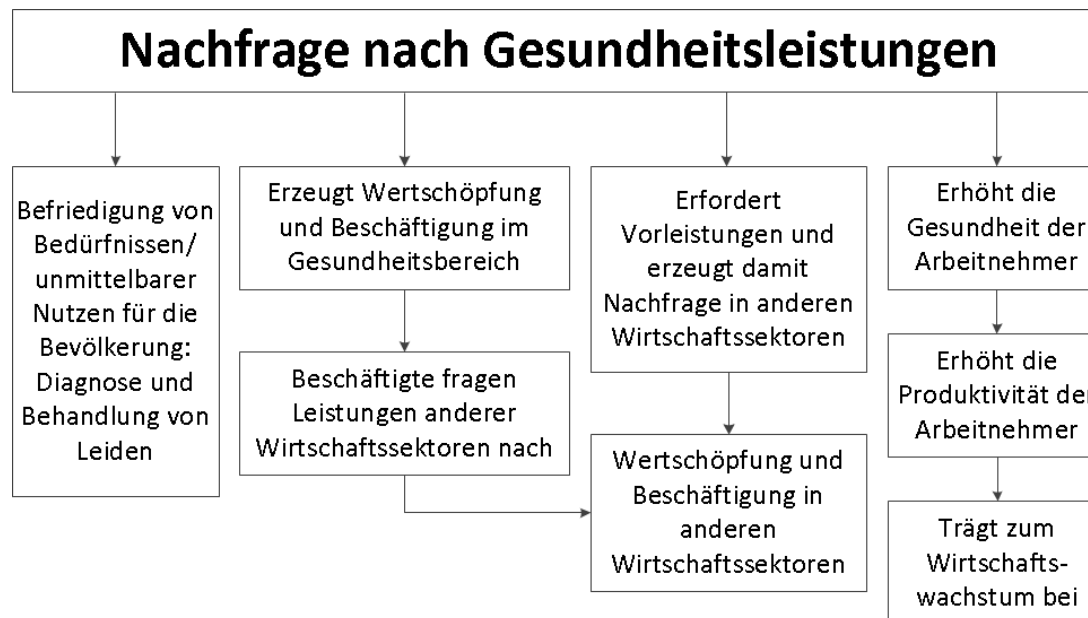 Nachfrage nach Gesundheitsleistungen
Befriedigung von
Bedürfnissen/
unmittelbarer
Nutzen für die
Bevölkerung:
Diagnose und
Behandlung von
Leiden
Erzeugt Wertschöpfung
und Beschäftigung im
Gesundheitsbereich
Beschäftigte fragen
Leistungen anderer
Wirtschaftssektoren nach
Erfordert
Vorleistungen und
erzeugt damit
Nachfrage in anderen
Wirtschaftssektoren
Wertschöpfung und
Beschäftigung in
anderen
Wirtschaftssektoren
Erhöht die
Gesundheit der
Arbeitnehmer
Erhöht die
Produktivität der
Arbeitnehmer
Trägt zum
Wirtschafts-
wachstum bei